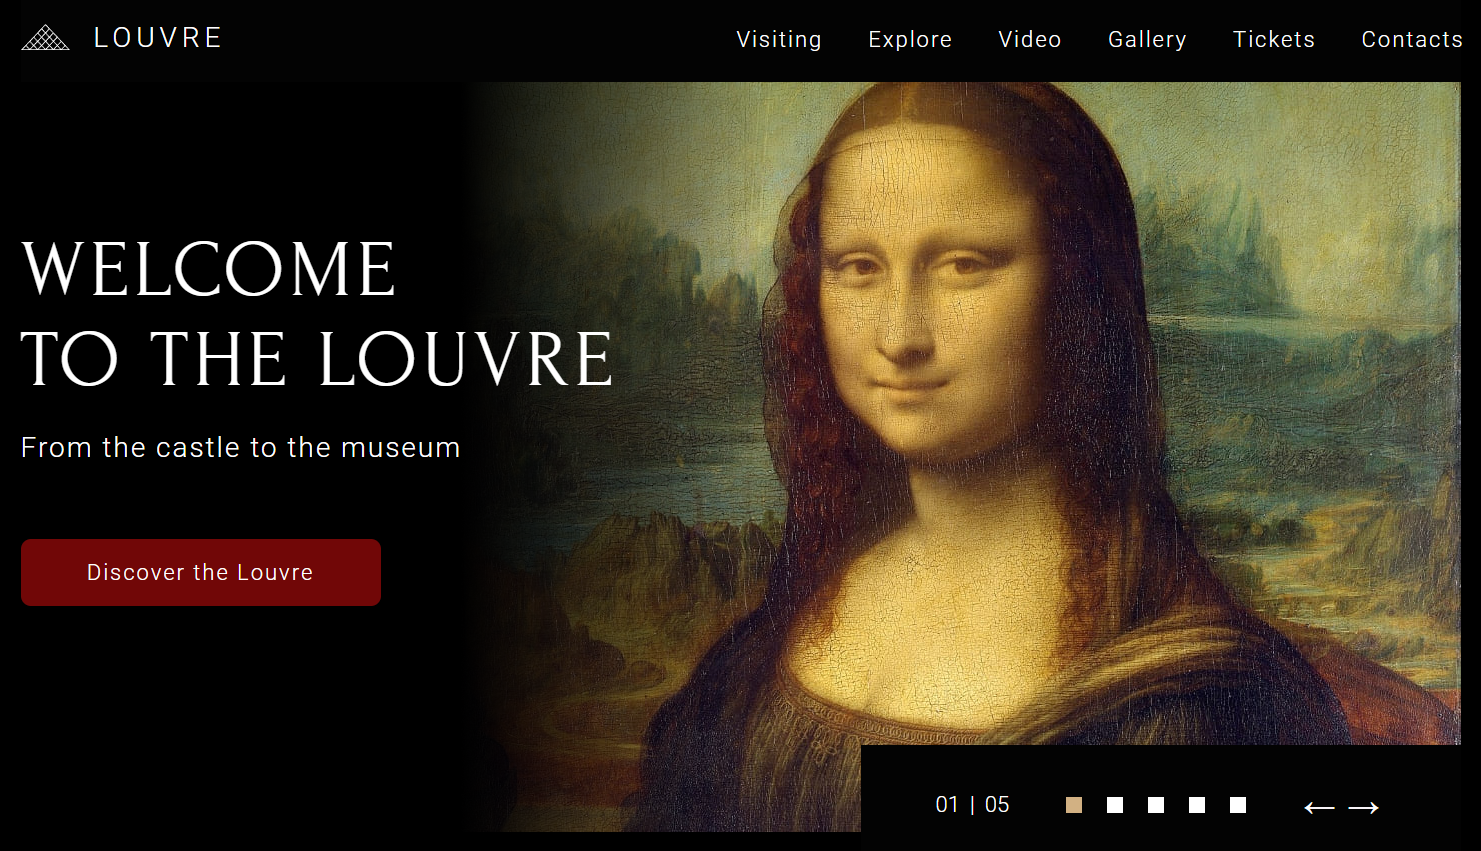 LOUVRE
Visiting Explore Video Gallery Tickets Contacts
WELCOME
TO THE LOUVRE
From the castle to the museum
Discover the Louvre
01 | 05